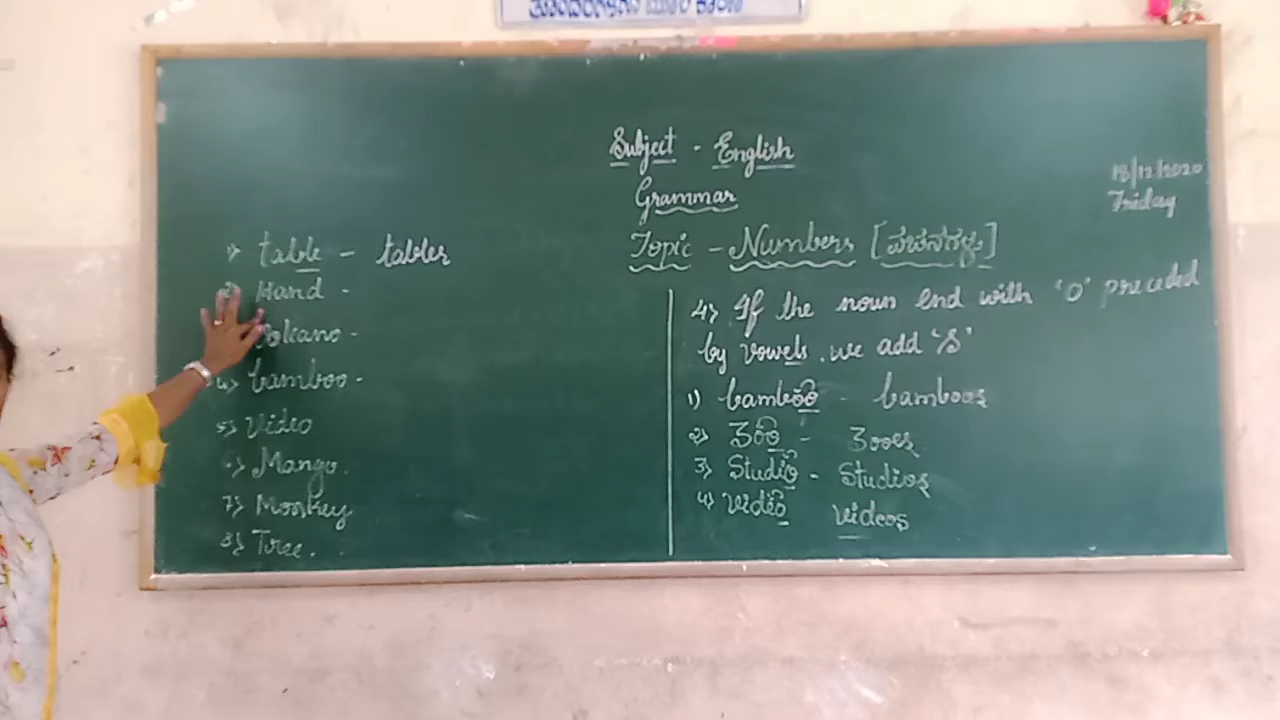 Subject - English
Grammar
18/12/2020
Friday
Topic - Numbers [ವಚನಗಳು]
1) table - tables
2) Hand -
Volcano -
4) bamboo -
5) Video
Mango.
7) Monkey
8) Tree.
4) If the noun end with 'O' preceded
by vowels, we add 'S'
1) bamboo - bamboos
2) Zoo - Zooes
3) Studio - Studios
4) Video Videos